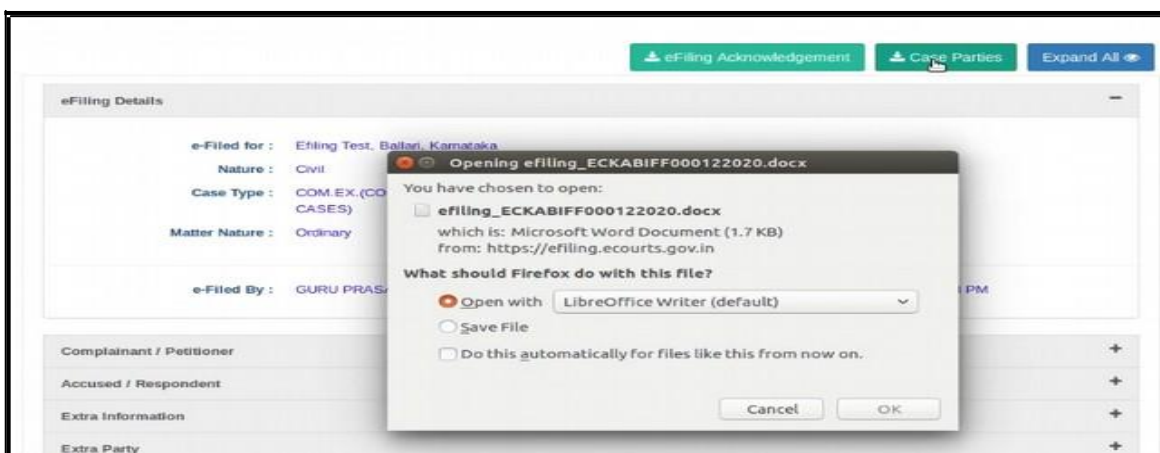 eFiling Acknowledgement Case Parties Expand All
eFiling Details
e-Filed for : Efiling Test, Ballari, Karnataka
Nature : Civil
Case Type : COM.EX.(CO
CASES)
Matter Nature : Ordinary
e-Filed By : GURU PRASA PM
Opening efiling_ECKABIFF000122020.docx
You have chosen to open:
efiling_ECKABIFF000122020.docx
which is: Microsoft Word Document (1.7 KB)
from: https://efiling.ecourts.gov.in
What should Firefox do with this file?
Open with LibreOffice Writer (default)
Save File
Do this automatically for files like this from now on.
Cancel OK
Complainant / Petitioner
Accused / Respondent
Extra Information
Extra Party